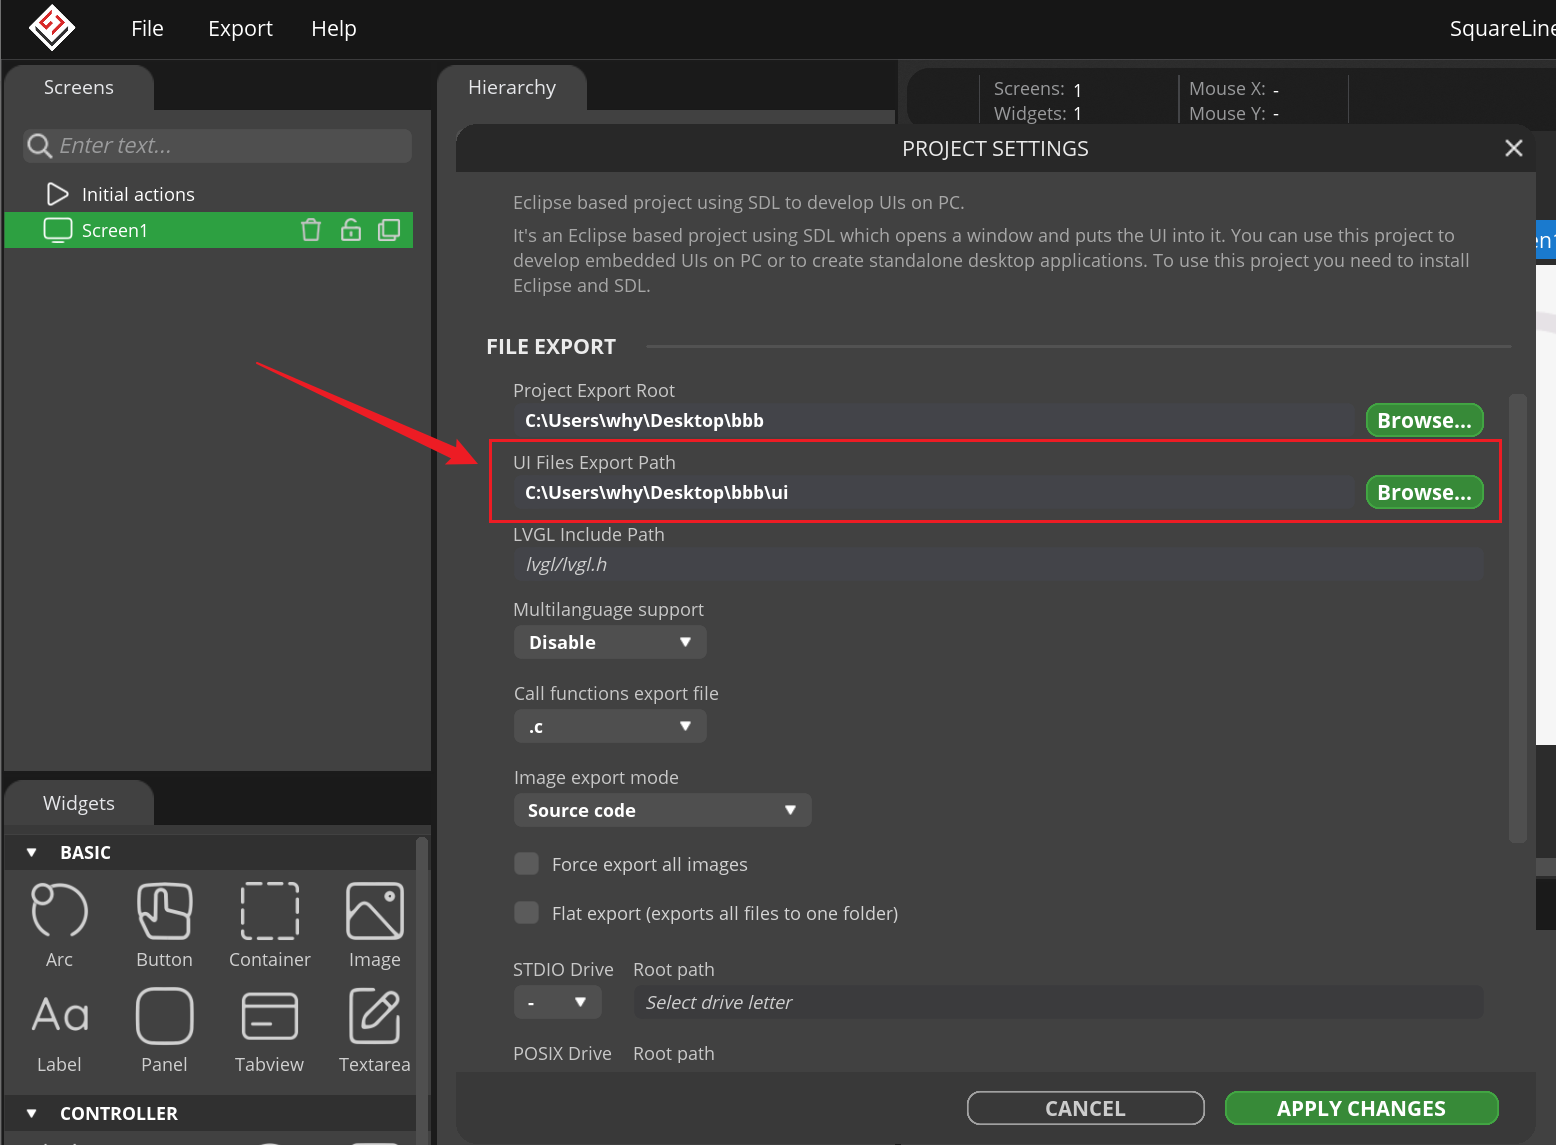 File Export Help
SquareLine
Screens
Enter text...
Initial actions
Screen1
Hierarchy
Screens: 1
Widgets: 1
Mouse X: -
Mouse Y: -
PROJECT SETTINGS
Eclipse based project using SDL to develop UIs on PC.
It's an Eclipse based project using SDL which opens a window and puts the UI into it. You can use this project to
develop embedded UIs on PC or to create standalone desktop applications. To use this project you need to install
Eclipse and SDL.
FILE EXPORT
Project Export Root
C:\Users\why\Desktop\bbb
Browse...
UI Files Export Path
C:\Users\why\Desktop\bbb\ui
Browse...
LVGL Include Path
lvgl/lvgl.h
Multilanguage support
Disable
Call functions export file
.c
Image export mode
Source code
Force export all images
Flat export (exports all files to one folder)
STDIO Drive Root path
- Select drive letter
POSIX Drive Root path
CANCEL
APPLY CHANGES
Widgets
BASIC
Arc Button Container Image
Aa
Label Panel Tabview Textarea
CONTROLLER